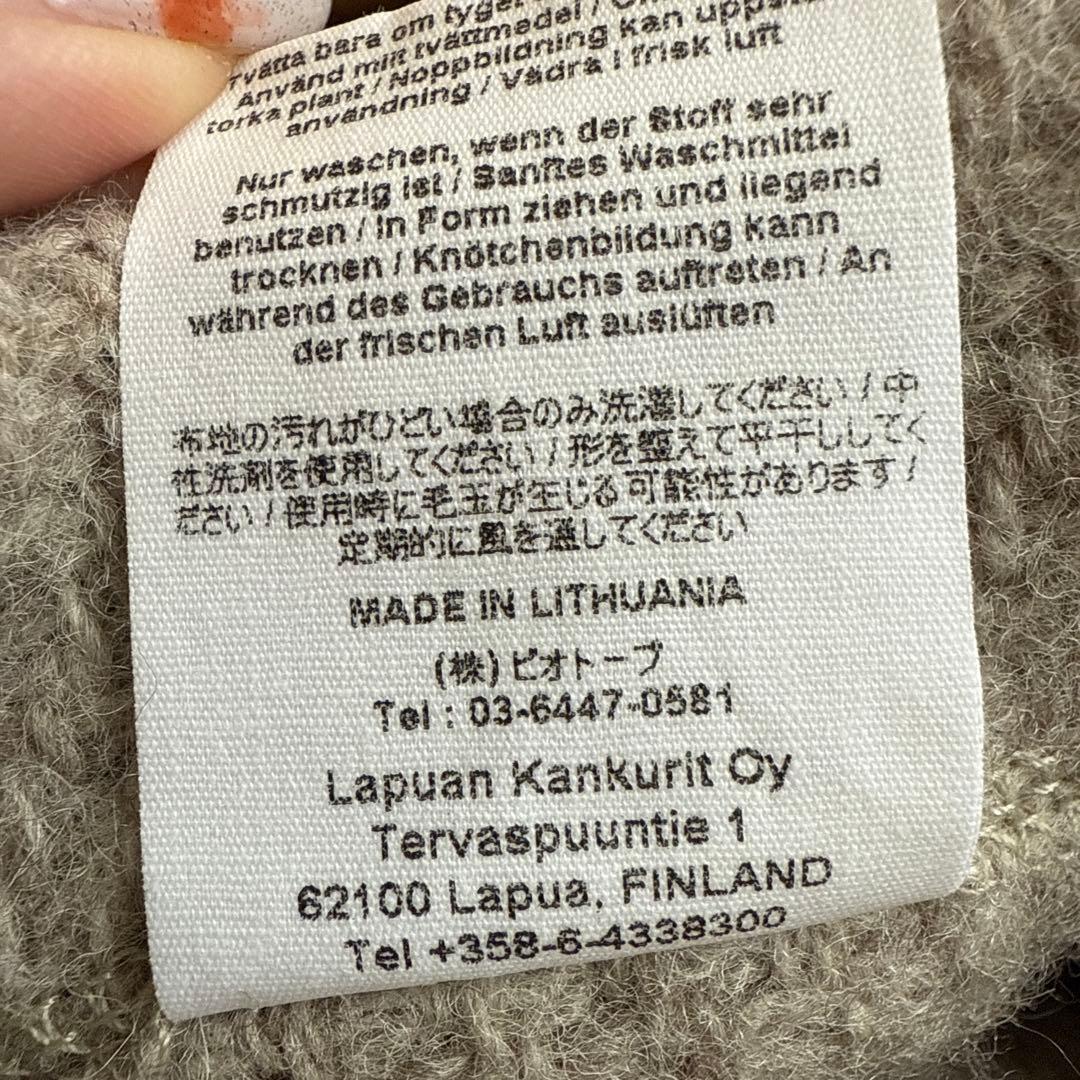 Tvätta bara om tyget
Använd milt tvättmedel /
torka plant / Noppbildning kan
användning / Vädra i frisk luft
Nur waschen, wenn der Stoff sehr
schmutzig ist / Sanftes Waschmittel
benutzen / In Form ziehen und liegend
trocknen / Knötchenbildung kann
während des Gebrauchs auftreten / An
der frischen Luft auslüften
布地の汚れがひどい場合のみ洗濯してください / 中
性洗剤を使用してください / 形を整えて平干ししてく
ださい / 使用時に毛玉が生じる可能性があります /
定期的に風を通してください
MADE IN LITHUANIA
(株) ビオトープ
Tel : 03-6447-0581
Lapuan Kankurit Oy
Tervaspuuntie 1
62100 Lapua, FINLAND
Tel +358-6-4338300